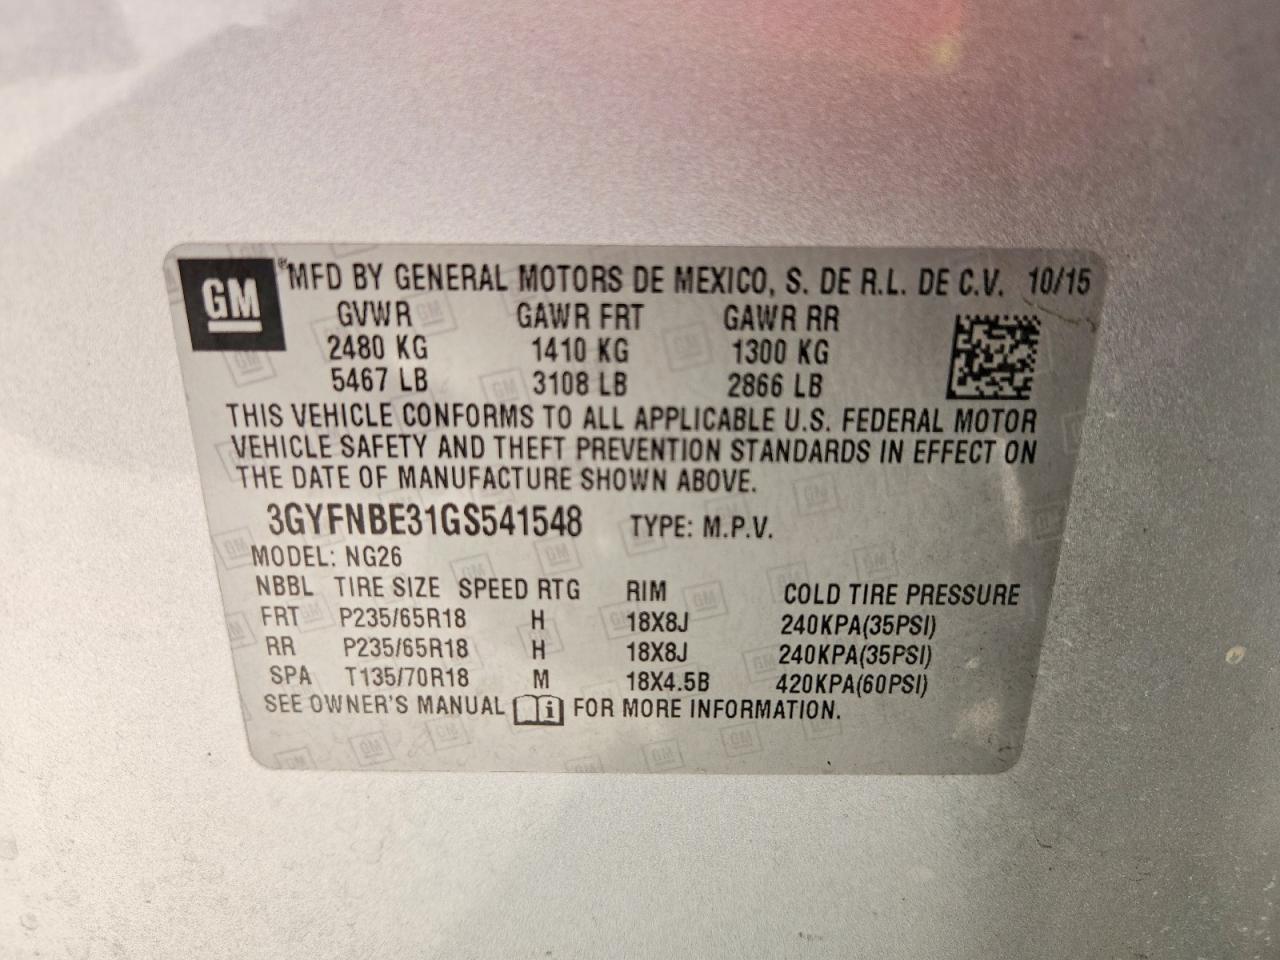 GM ® MFD BY GENERAL MOTORS DE MEXICO, S. DE R.L. DE C.V. 10/15
GVWR GAWR FRT GAWR RR
2480 KG 1410 KG 1300 KG
5467 LB 3108 LB 2866 LB
THIS VEHICLE CONFORMS TO ALL APPLICABLE U.S. FEDERAL MOTOR
VEHICLE SAFETY AND THEFT PREVENTION STANDARDS IN EFFECT ON
THE DATE OF MANUFACTURE SHOWN ABOVE.
3GYFNBE31GS541548 TYPE: M.P.V.
MODEL: NG26
NBBL TIRE SIZE SPEED RTG RIM COLD TIRE PRESSURE
FRT P235/65R18 H 18X8J 240KPA(35PSI)
RR P235/65R18 H 18X8J 240KPA(35PSI)
SPA T135/70R18 M 18X4.5B 420KPA(60PSI)
SEE OWNER'S MANUAL i FOR MORE INFORMATION.